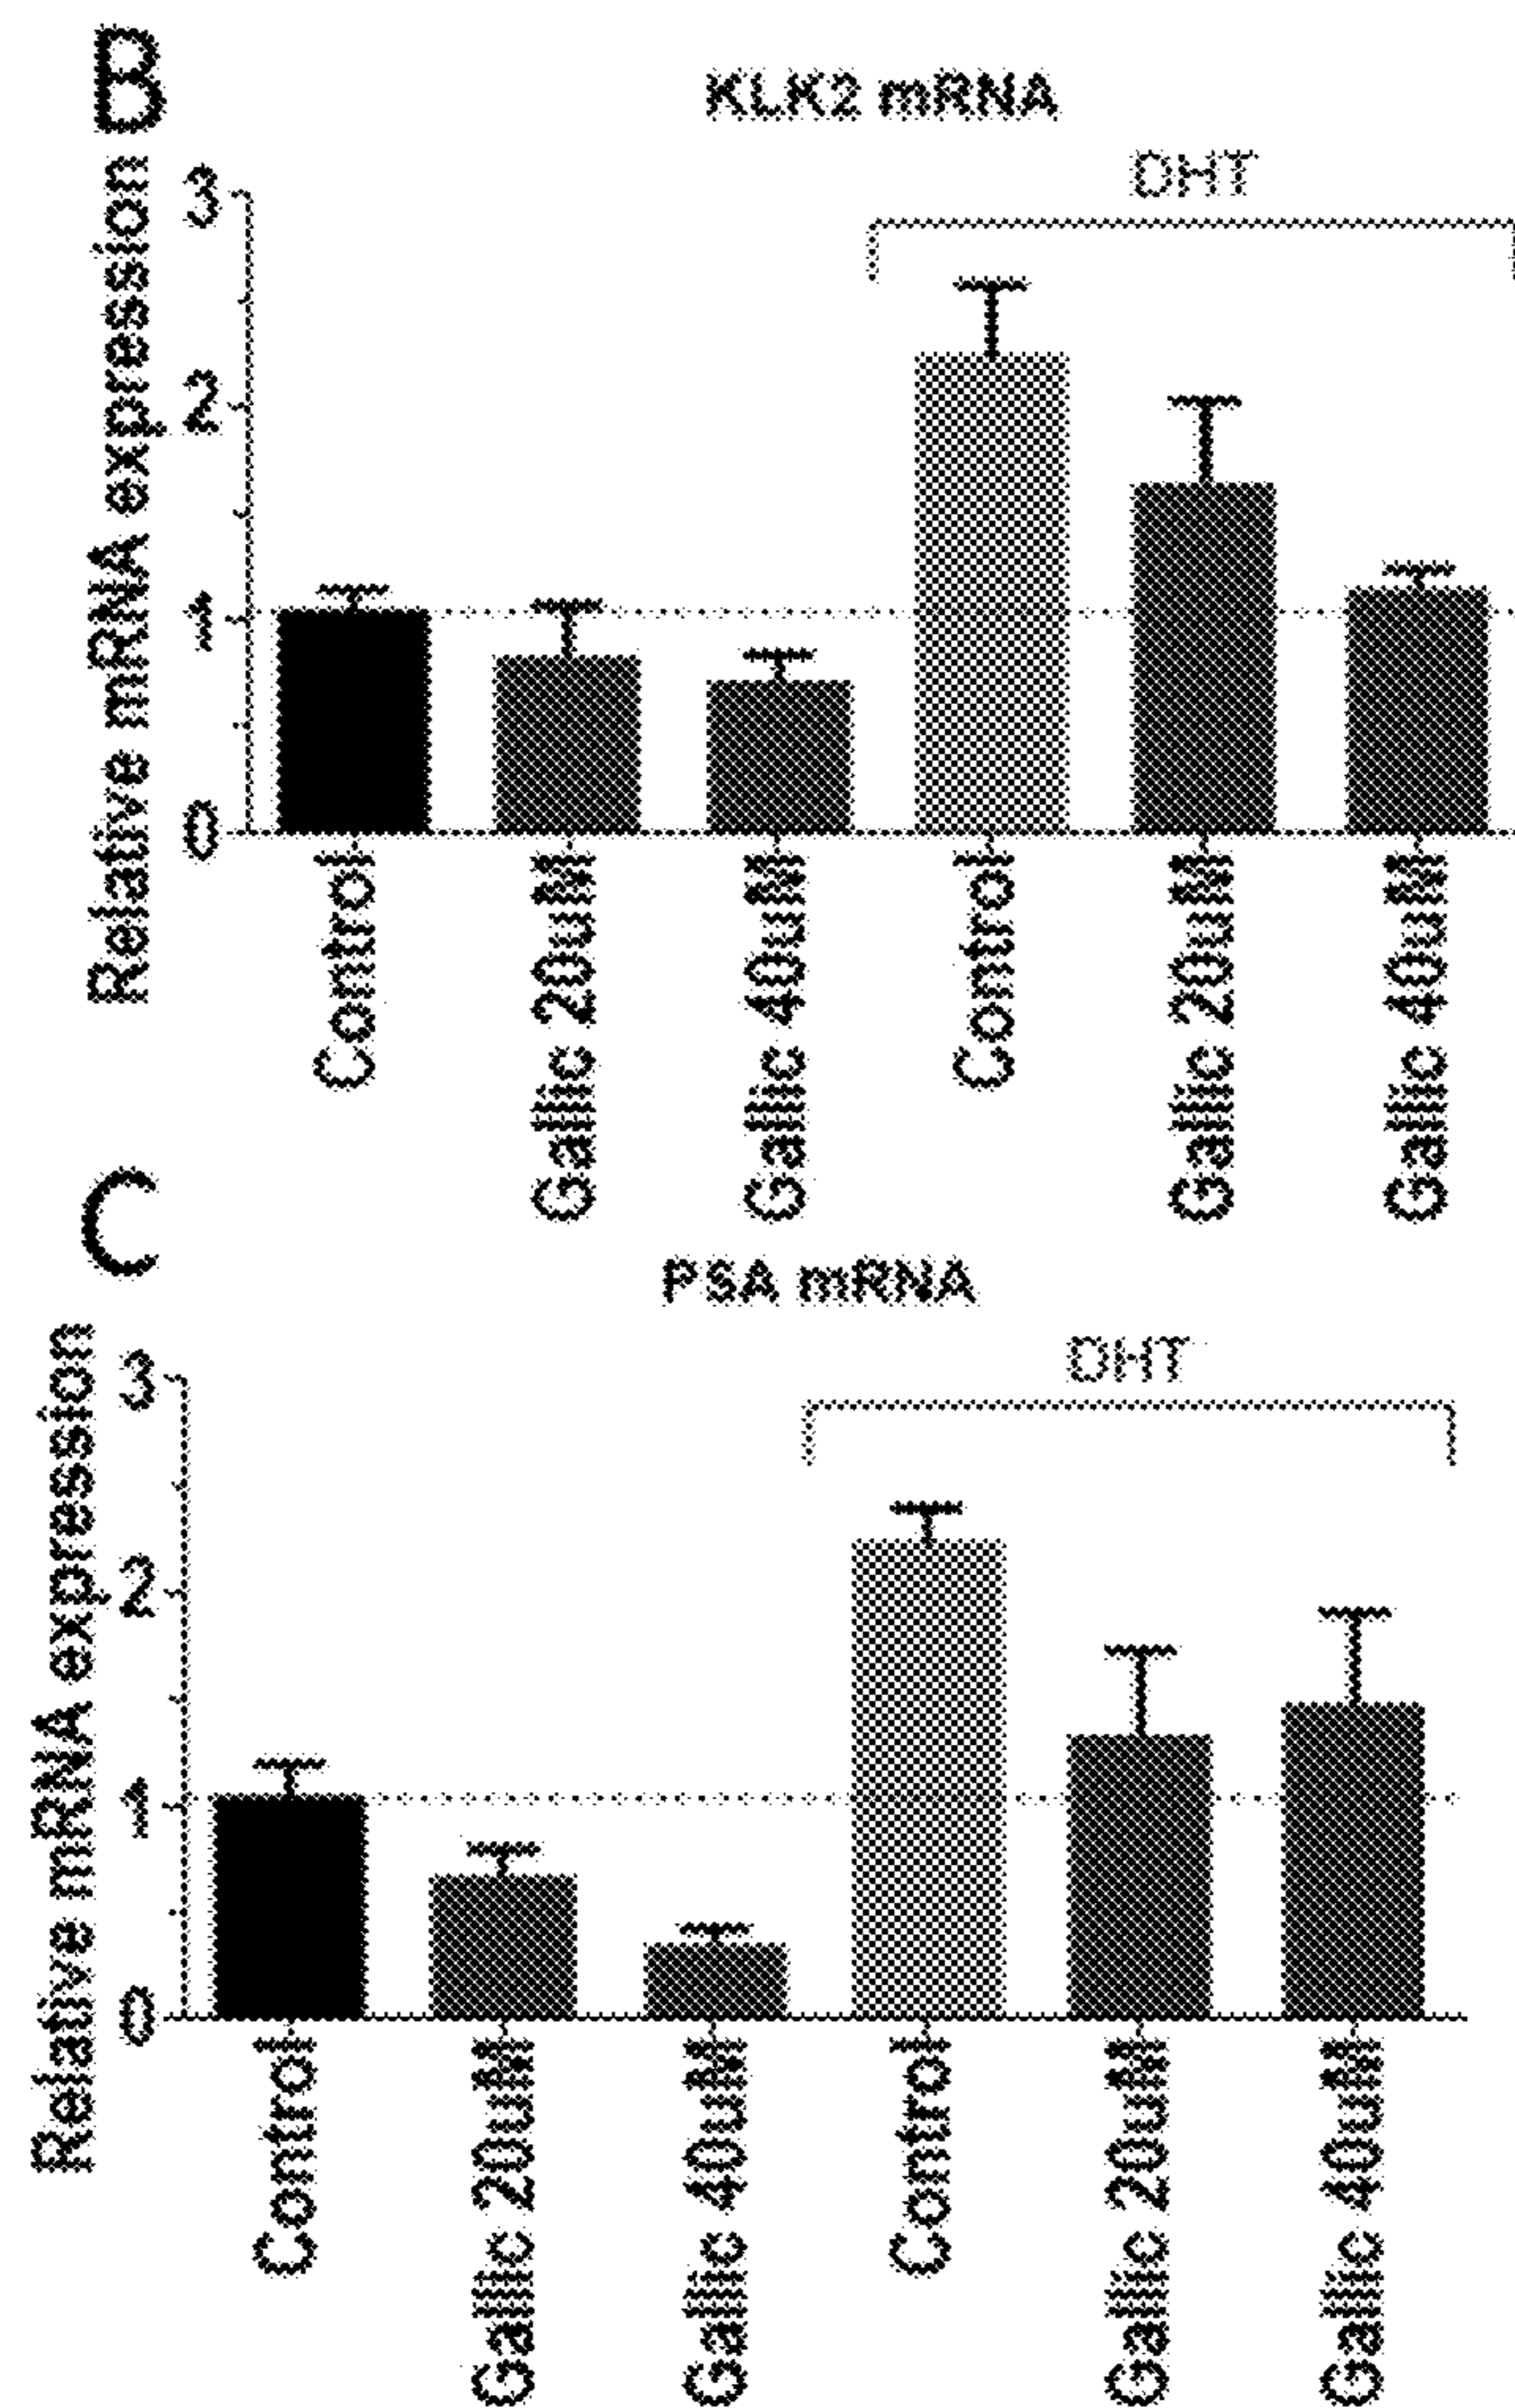 B
KLK2 mRNA
DHT
Relative mRNA expression
3
2
1
0
Control
Gallic 20uM
Gallic 40uM
Control
Gallic 20uM
Gallic 40uM
C
PSA mRNA
DHT
Relative mRNA expression
3
2
1
0
Control
Gallic 20uM
Gallic 40uM
Control
Gallic 20uM
Gallic 40uM